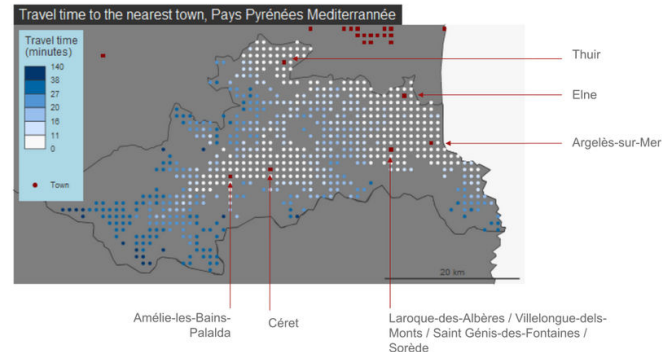 Travel time to the nearest town, Pays Pyrénées Mediterrannée
Travel time
(minutes)
140
38
27
20
16
11
0
Town
Thuir
Elne
Argelès-sur-Mer
20 km
Amélie-les-Bains-
Palalda
Céret
Laroque-des-Albères / Villelongue-dels-
Monts / Saint Génis-des-Fontaines /
Sorède